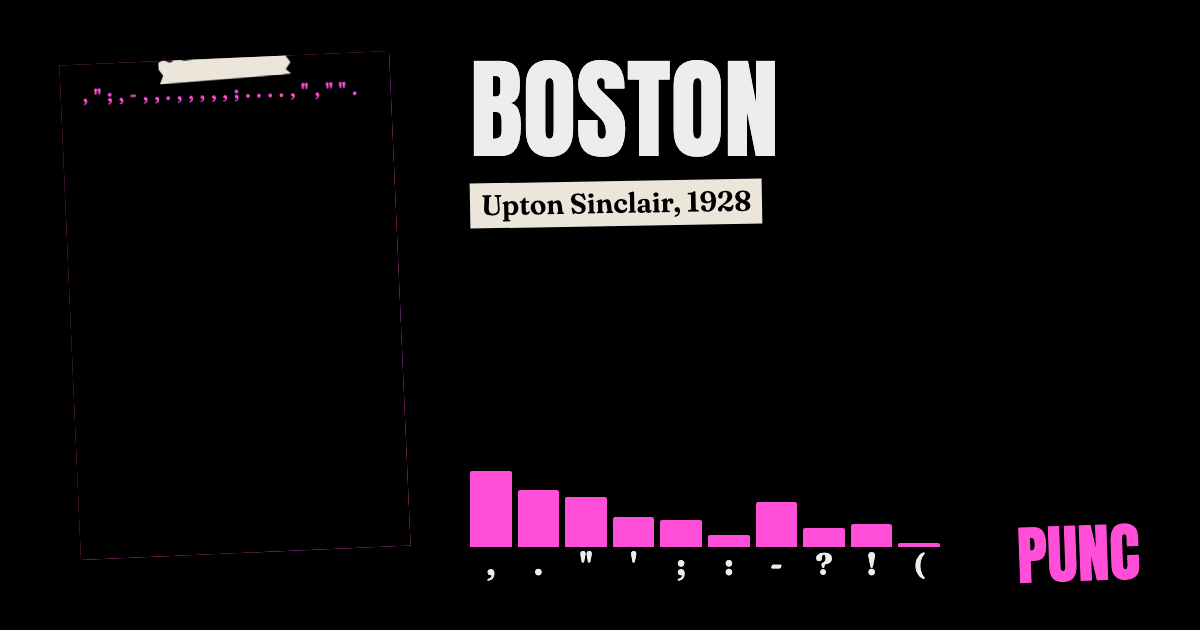 ,";,-,,.,,,,,;....,","".
BOSTON
Upton Sinclair, 1928
, . " ' ; : - ? ! (
PUNC